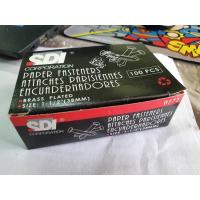 SDI
CORPORATION
100 PCS
PAPER FASTENERS
ATTACHES PARISIENNES
ENCUADERNADORES
BRASS PLATED
SIZE: 1-1/2"(38MM)
SDI
CORPORATION
0775
PAPER FASTENERS
ATTACHES PARISIENNES
ENCUADERNADORES